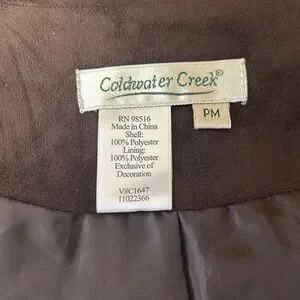 Coldwater Creek®
PM
RN 98516
Made in China
Shell:
100% Polyester
Lining:
100% Polyester
Exclusive of
Decoration
V#C1647
11022366